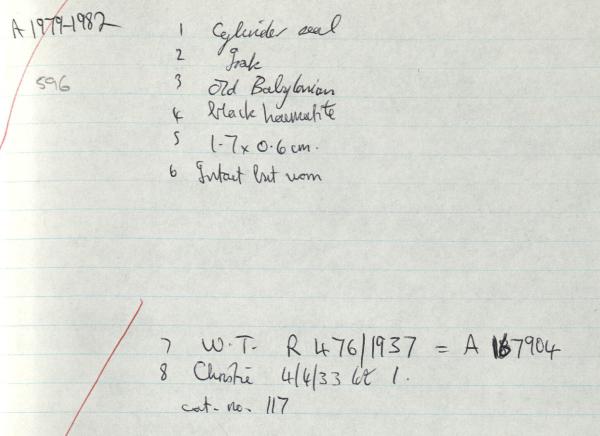 A 1979-1982
1 Cylinder seal
2 Irak
596
3 Old Babylonian
4 black haematite
5 1.7 x 0.6 cm.
6 Intact but worn
7 W.T. R 476/1937 = A 167904
8 Christie 4/4/33 lot 1.
cat. no. 117